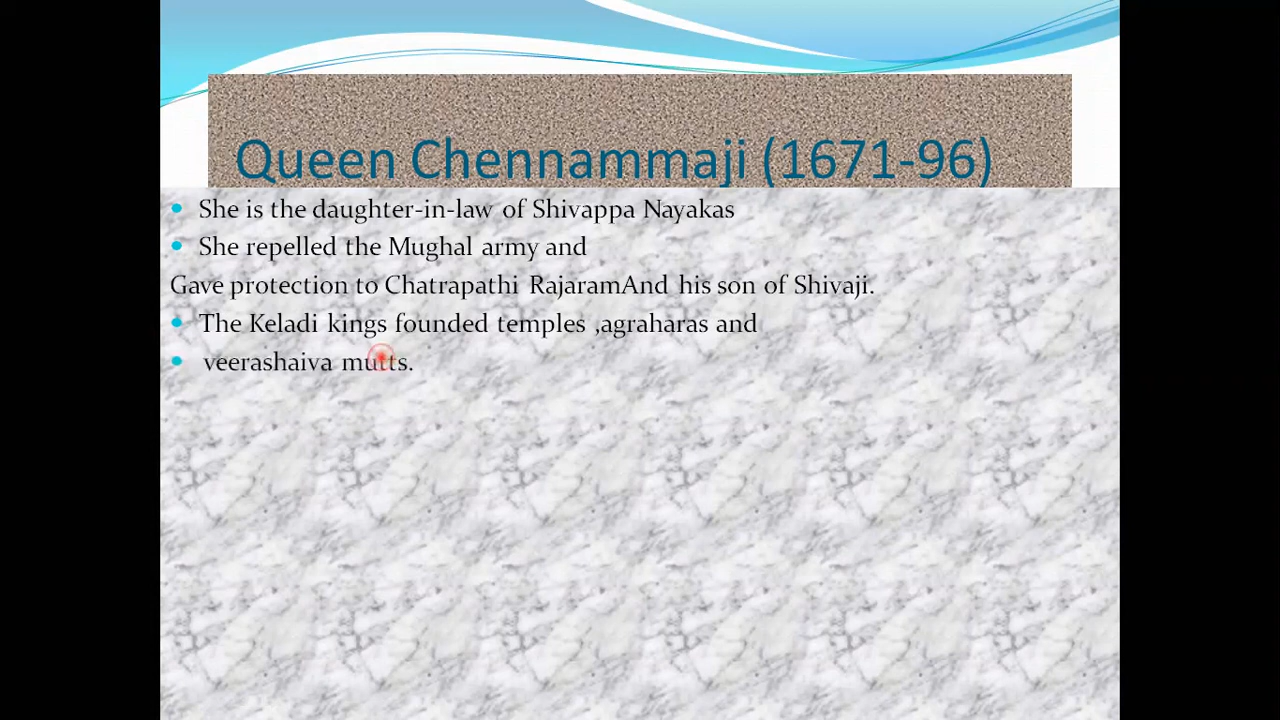 Queen Chennammaji (1671-96)
• She is the daughter-in-law of Shivappa Nayakas
• She repelled the Mughal army and
Gave protection to Chatrapathi RajaramAnd his son of Shivaji.
• The Keladi kings founded temples ,agraharas and
• veerashaiva mutts.